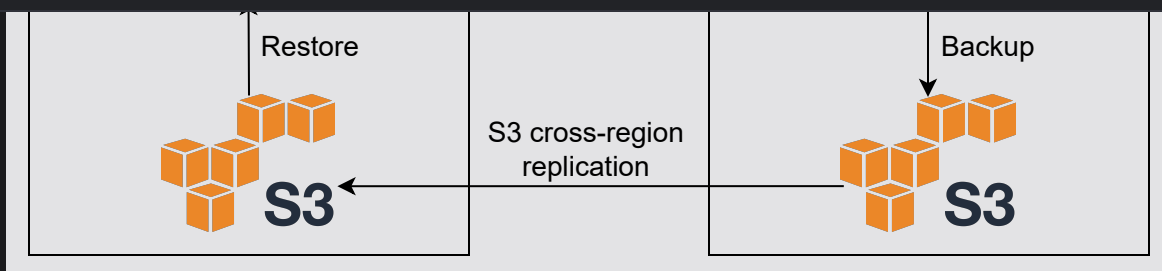 Restore
Backup
S3 cross-region
replication
S3
S3